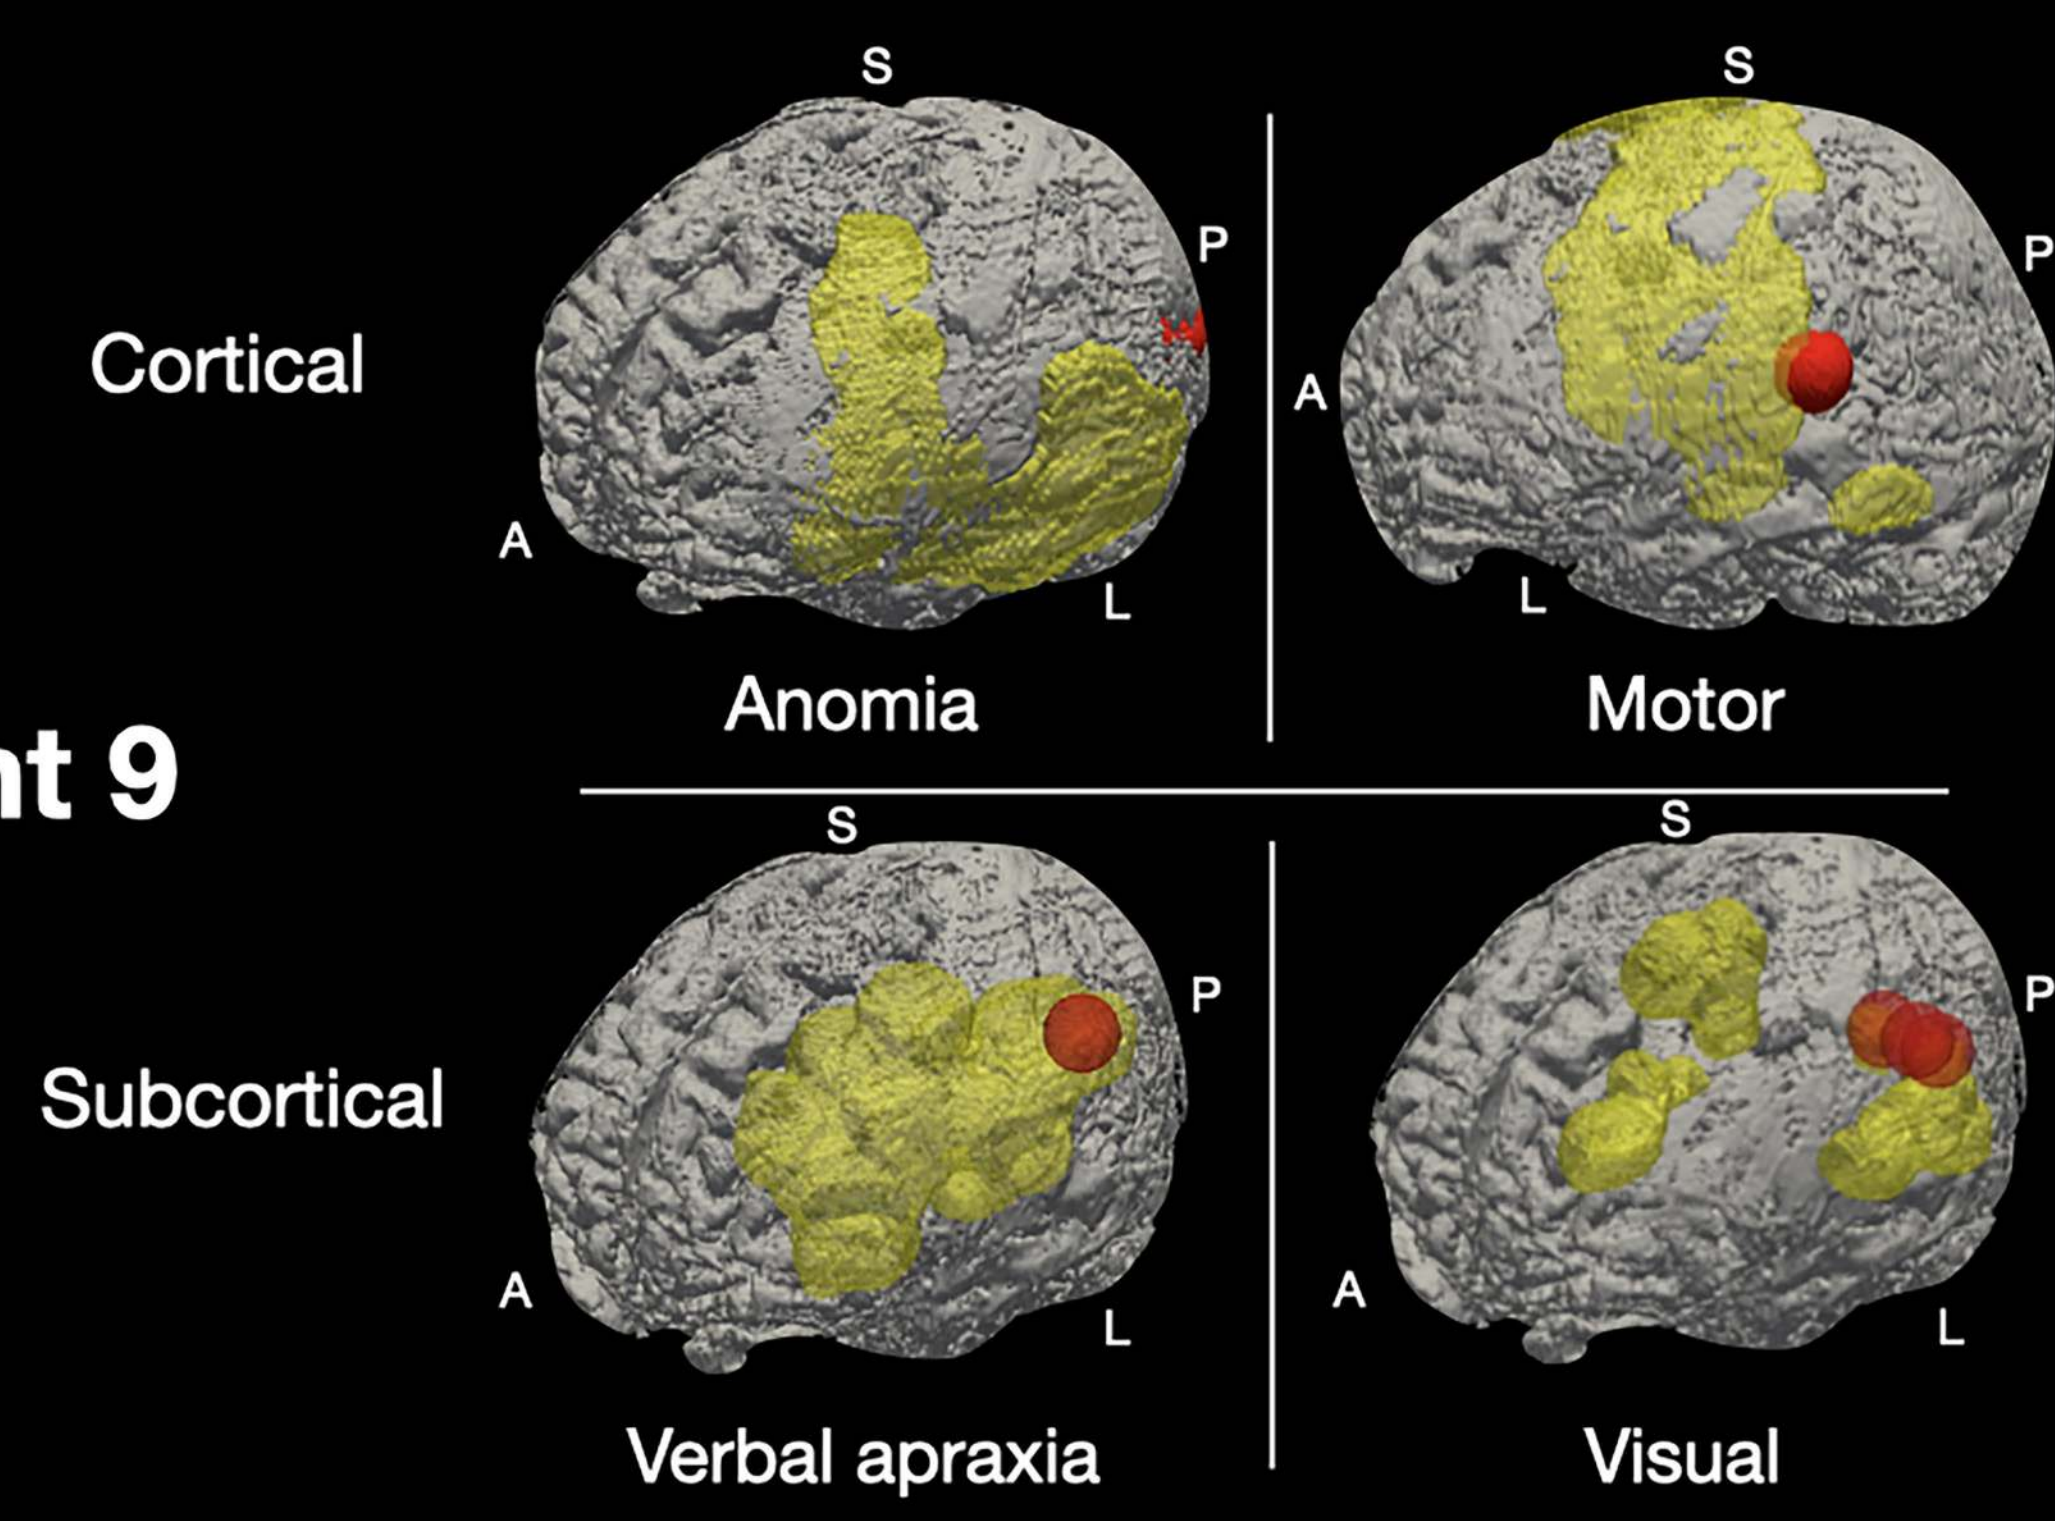 S
S
P
P
Cortical
A
A
L
L
Anomia
Motor
nt 9
S
S
P
P
Subcortical
A
A
L
L
Verbal apraxia
Visual